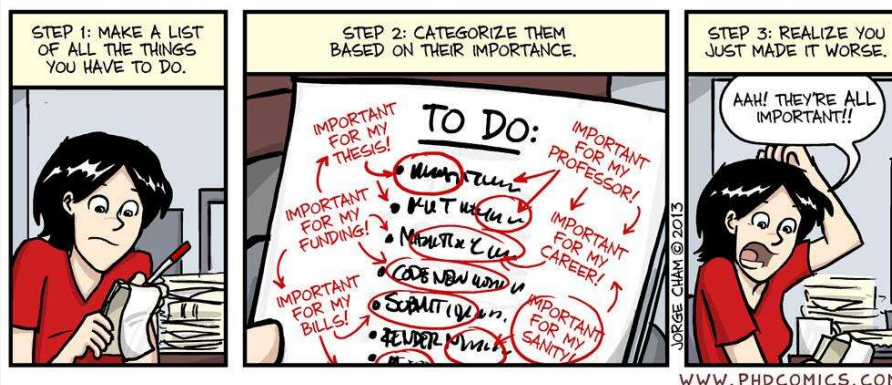 STEP 1: MAKE A LIST
OF ALL THE THINGS
YOU HAVE TO DO.
STEP 2: CATEGORIZE THEM
BASED ON THEIR IMPORTANCE.
TO DO:
IMPORTANT
FOR MY
THESIS!
IMPORTANT
FOR MY
FUNDING!
IMPORTANT
FOR MY
BILLS!
CODE NEW
SUBMIT
IMPORTANT
FOR MY
PROFESSOR!
IMPORTANT
FOR MY
CAREER!
IMPORTANT
FOR MY
SANITY!
JORGE CHAM © 2013
STEP 3: REALIZE YOU
JUST MADE IT WORSE.
AAH! THEY'RE ALL
IMPORTANT!!
WWW.PHDCOMICS.COM